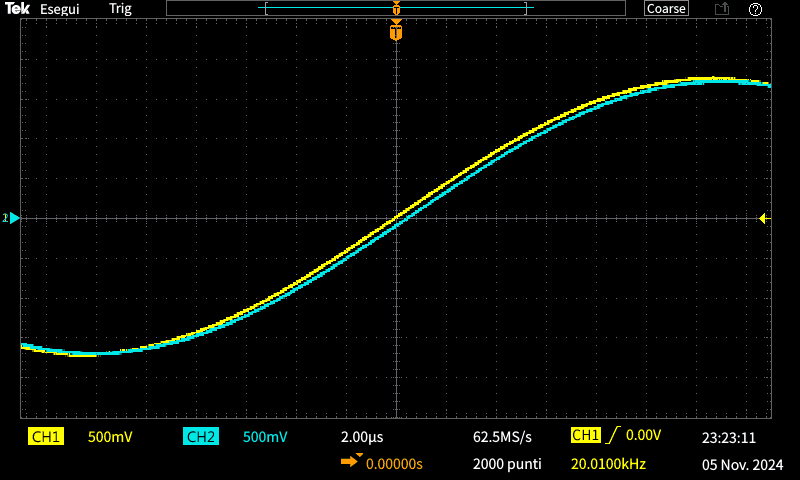 Tek Esegui Trig T Coarse ?
T
2
CH1 500mV CH2 500mV 2.00µs 62.5MS/s CH1 0.00V 23:23:11
0.00000s 2000 punti 20.0100kHz 05 Nov. 2024